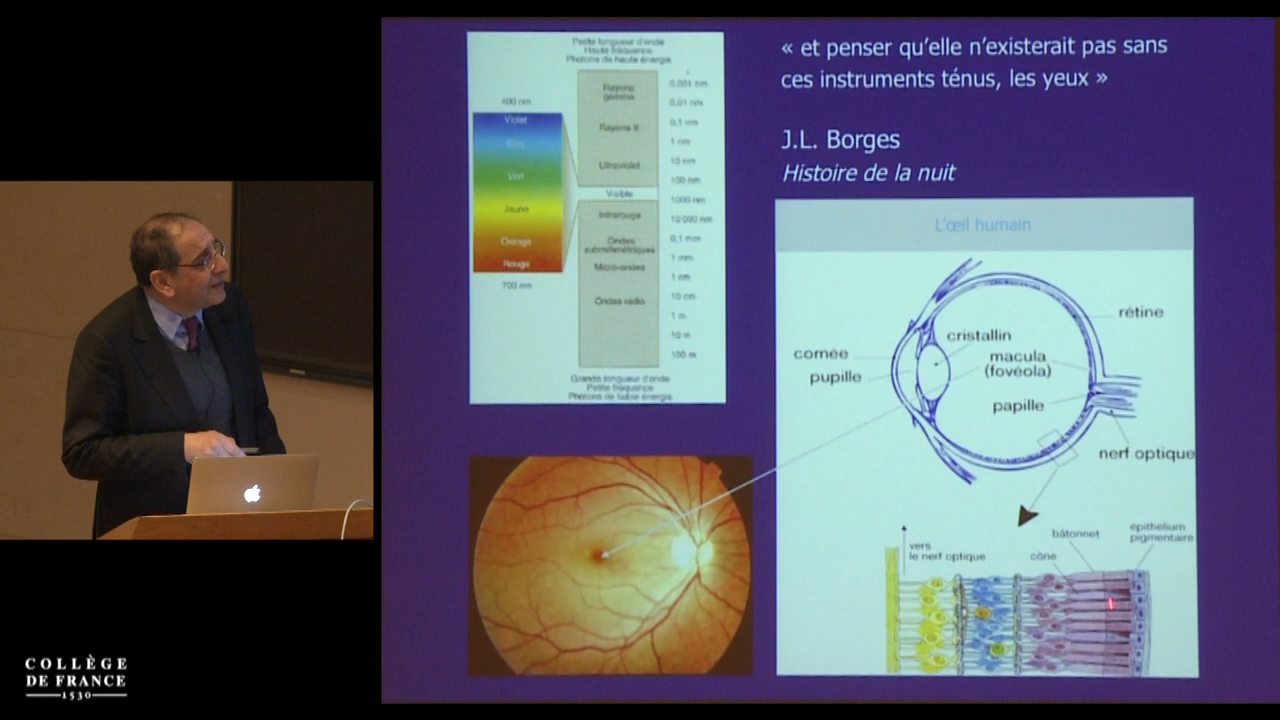 Petite longueur d'onde
Haute fréquence
Photons de haute énergie
400 nm
Violet
Bleu
Vert
Jaune
Orange
Rouge
700 nm
Rayons
gamma
Rayons X
Ultraviolet
Visible
Infrarouge
Ondes
submillimétriques
Micro-ondes
Ondes radio
0,001 nm
0,01 nm
0,1 nm
1 nm
10 nm
100 nm
1000 nm
10 000 nm
0,1 mm
1 mm
1 cm
10 cm
1 m
10 m
100 m
Grande longueur d'onde
Petite fréquence
Photons de faible énergie
« et penser qu'elle n'existerait pas sans
ces instruments ténus, les yeux »
J.L. Borges
Histoire de la nuit
L'œil humain
rétine
cristallin
cornée
macula
(fovéola)
pupille
papille
nerf optique
vers
le nerf optique
cône
bâtonnet
épithélium
pigmentaire
COLLÈGE
DE FRANCE
1530